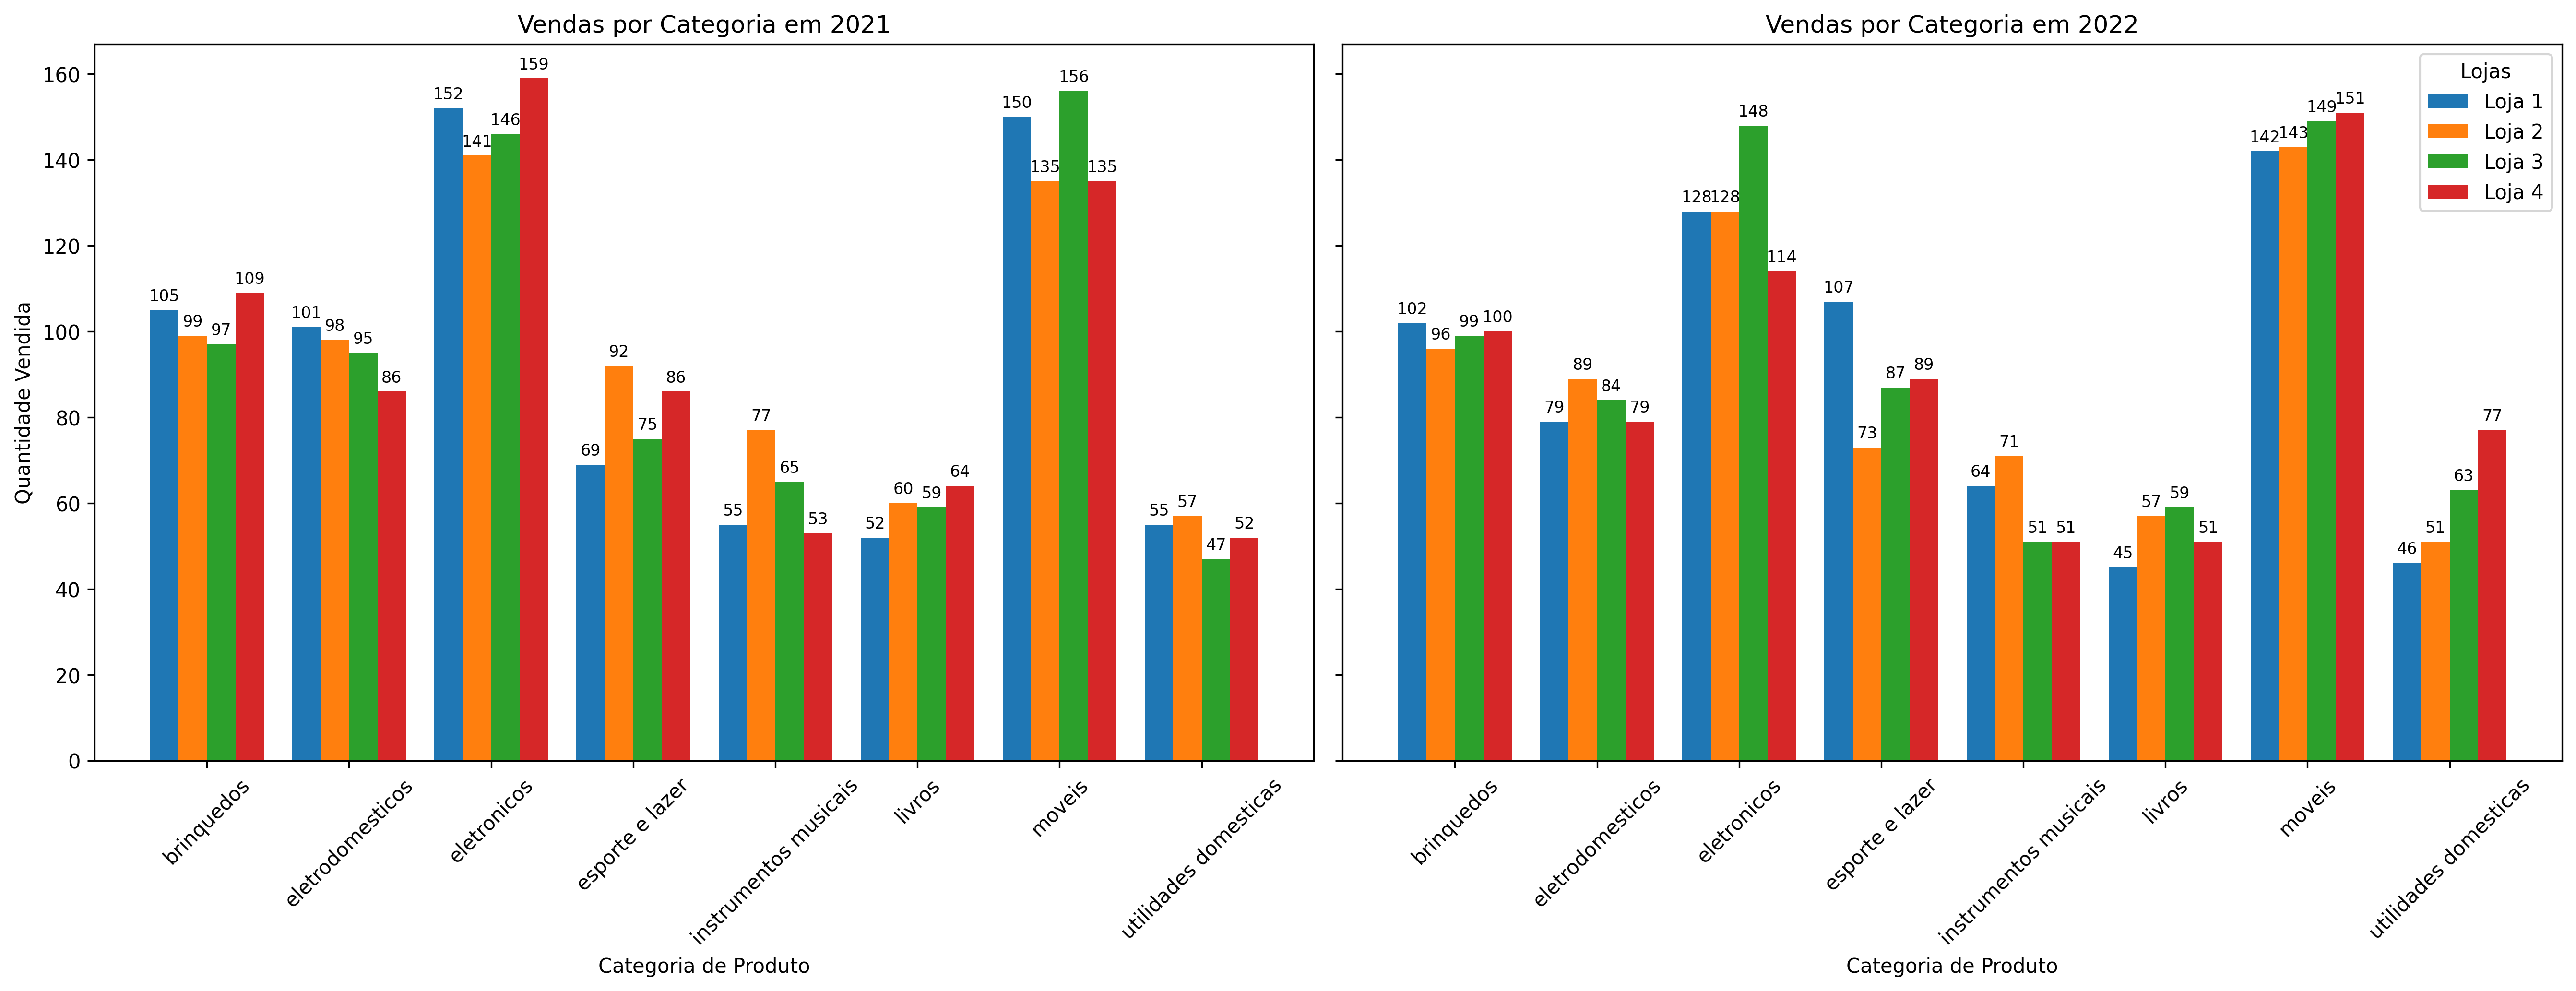 Vendas por Categoria em 2021
Quantidade Vendida
160
140
120
100
80
60
40
20
0
105 99 97 109
101 98 95 86
152 141 146 159
69 92 75 86
55 77 65 53
52 60 59 64
150 135 156 135
55 57 47 52
brinquedos
eletrodomesticos
eletronicos
esporte e lazer
instrumentos musicais
livros
moveis
utilidades domesticas
Categoria de Produto
Vendas por Categoria em 2022
Lojas
Loja 1
Loja 2
Loja 3
Loja 4
102 96 99 100
79 89 84 79
128 128 148 114
107 73 87 89
64 71 51 51
45 57 59 51
142 143 149 151
46 51 63 77
brinquedos
eletrodomesticos
eletronicos
esporte e lazer
instrumentos musicais
livros
moveis
utilidades domesticas
Categoria de Produto